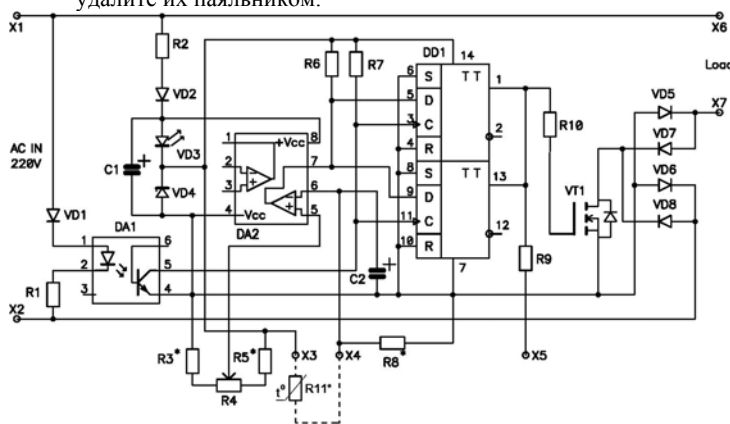 удалите их паяльником.
X1
X6
R2
R6
R7
DD1
14
Load
VD2
6
S
TT
1
VD5
X7
5
D
R10
VD7
1
+Vcc
8
3
C
2
AC IN
220V
C1
+
VD3
2
7
4
R
VD6
8
S
TT
13
VT1
3
6
9
D
VD8
VD4
4
-Vcc
5
11
C
12
VD1
DA1
DA2
10
R
1
6
+
7
R9
2
5
C2
R1
3
4
X2
R3*
R5*
X3
X4
R8*
X5
R4
t°
R11*